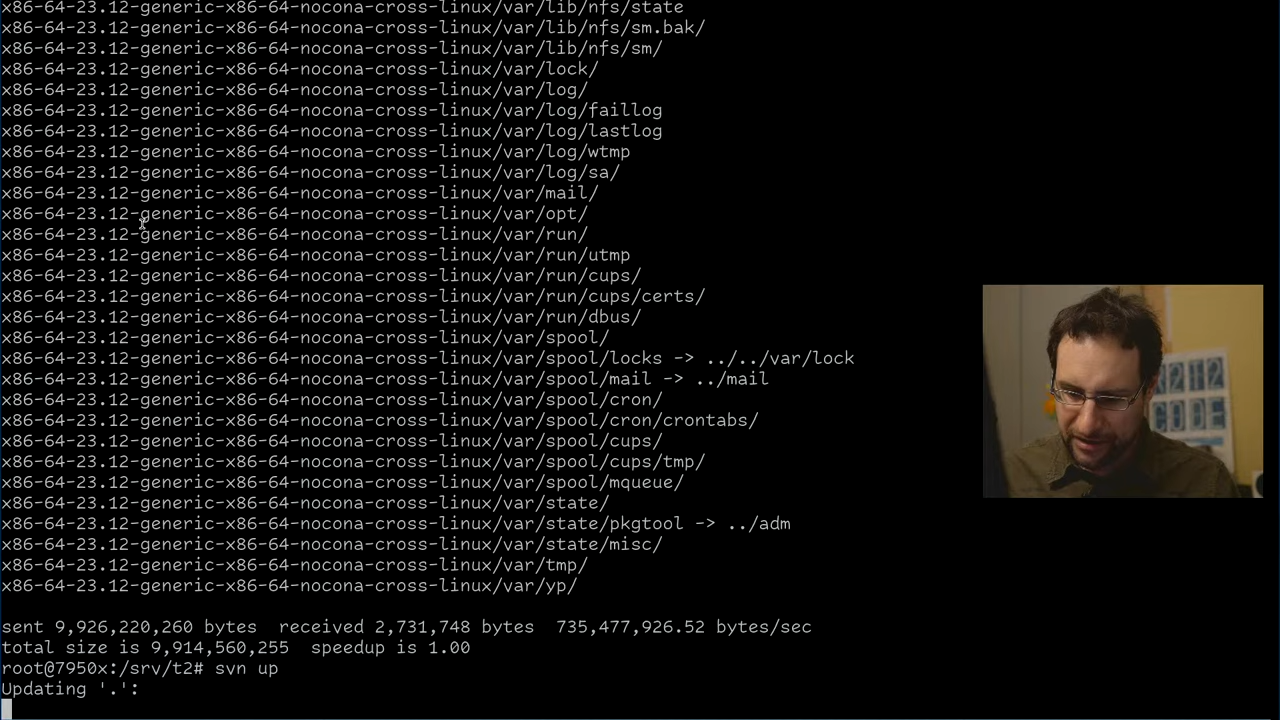 x86-64-23.12-generic-x86-64-nocona-cross-linux/var/lib/nfs/state
x86-64-23.12-generic-x86-64-nocona-cross-linux/var/lib/nfs/sm.bak/
x86-64-23.12-generic-x86-64-nocona-cross-linux/var/lib/nfs/sm/
x86-64-23.12-generic-x86-64-nocona-cross-linux/var/lock/
x86-64-23.12-generic-x86-64-nocona-cross-linux/var/log/
x86-64-23.12-generic-x86-64-nocona-cross-linux/var/log/faillog
x86-64-23.12-generic-x86-64-nocona-cross-linux/var/log/lastlog
x86-64-23.12-generic-x86-64-nocona-cross-linux/var/log/wtmp
x86-64-23.12-generic-x86-64-nocona-cross-linux/var/log/sa/
x86-64-23.12-generic-x86-64-nocona-cross-linux/var/mail/
x86-64-23.12-generic-x86-64-nocona-cross-linux/var/opt/
x86-64-23.12-generic-x86-64-nocona-cross-linux/var/run/
x86-64-23.12-generic-x86-64-nocona-cross-linux/var/run/utmp
x86-64-23.12-generic-x86-64-nocona-cross-linux/var/run/cups/
x86-64-23.12-generic-x86-64-nocona-cross-linux/var/run/cups/certs/
x86-64-23.12-generic-x86-64-nocona-cross-linux/var/run/dbus/
x86-64-23.12-generic-x86-64-nocona-cross-linux/var/spool/
x86-64-23.12-generic-x86-64-nocona-cross-linux/var/spool/locks -> ../../var/lock
x86-64-23.12-generic-x86-64-nocona-cross-linux/var/spool/mail -> ../mail
x86-64-23.12-generic-x86-64-nocona-cross-linux/var/spool/cron/
x86-64-23.12-generic-x86-64-nocona-cross-linux/var/spool/cron/crontabs/
x86-64-23.12-generic-x86-64-nocona-cross-linux/var/spool/cups/
x86-64-23.12-generic-x86-64-nocona-cross-linux/var/spool/cups/tmp/
x86-64-23.12-generic-x86-64-nocona-cross-linux/var/spool/mqueue/
x86-64-23.12-generic-x86-64-nocona-cross-linux/var/state/
x86-64-23.12-generic-x86-64-nocona-cross-linux/var/state/pkgtool -> ../adm
x86-64-23.12-generic-x86-64-nocona-cross-linux/var/state/misc/
x86-64-23.12-generic-x86-64-nocona-cross-linux/var/tmp/
x86-64-23.12-generic-x86-64-nocona-cross-linux/var/yp/
sent 9,926,220,260 bytes  received 2,731,748 bytes  735,477,926.52 bytes/sec
total size is 9,914,560,255  speedup is 1.00
root@7950x:/srv/t2# svn up
Updating '.':